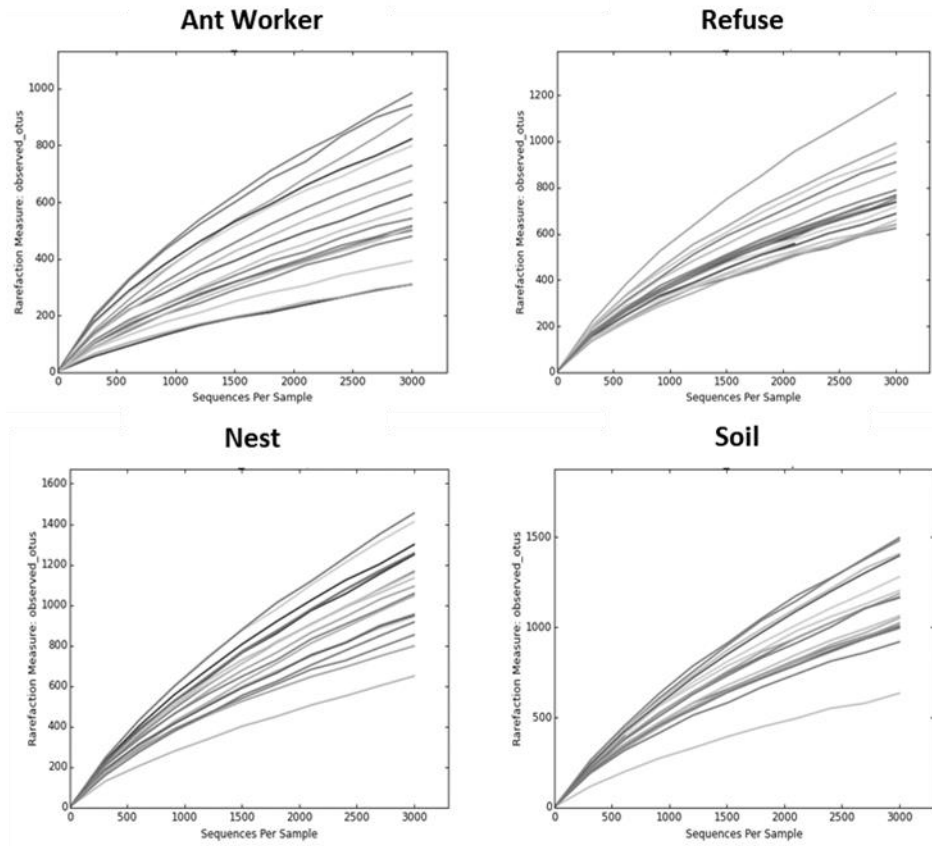 Ant Worker
Refuse
Rarefaction Measure: observed_otus
1000
800
600
400
200
0
0 500 1000 1500 2000 2500 3000
Sequences Per Sample
Rarefaction Measure: observed_otus
1200
1000
800
600
400
200
0
0 500 1000 1500 2000 2500 3000
Sequences Per Sample
Nest
Soil
Rarefaction Measure: observed_otus
1600
1400
1200
1000
800
600
400
200
0
0 500 1000 1500 2000 2500 3000
Sequences Per Sample
Rarefaction Measure: observed_otus
1500
1000
500
0
0 500 1000 1500 2000 2500 3000
Sequences Per Sample